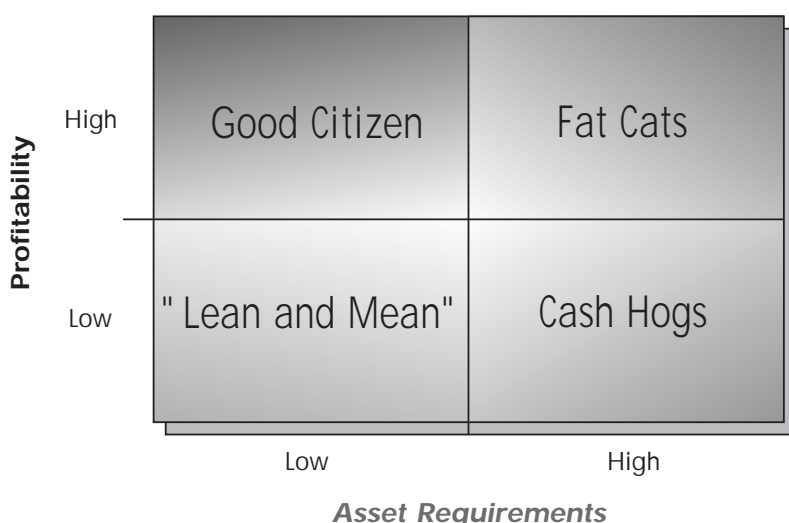 Profitability
High
Good Citizen
Fat Cats
Low
" Lean and Mean"
Cash Hogs
Low
High
Asset Requirements